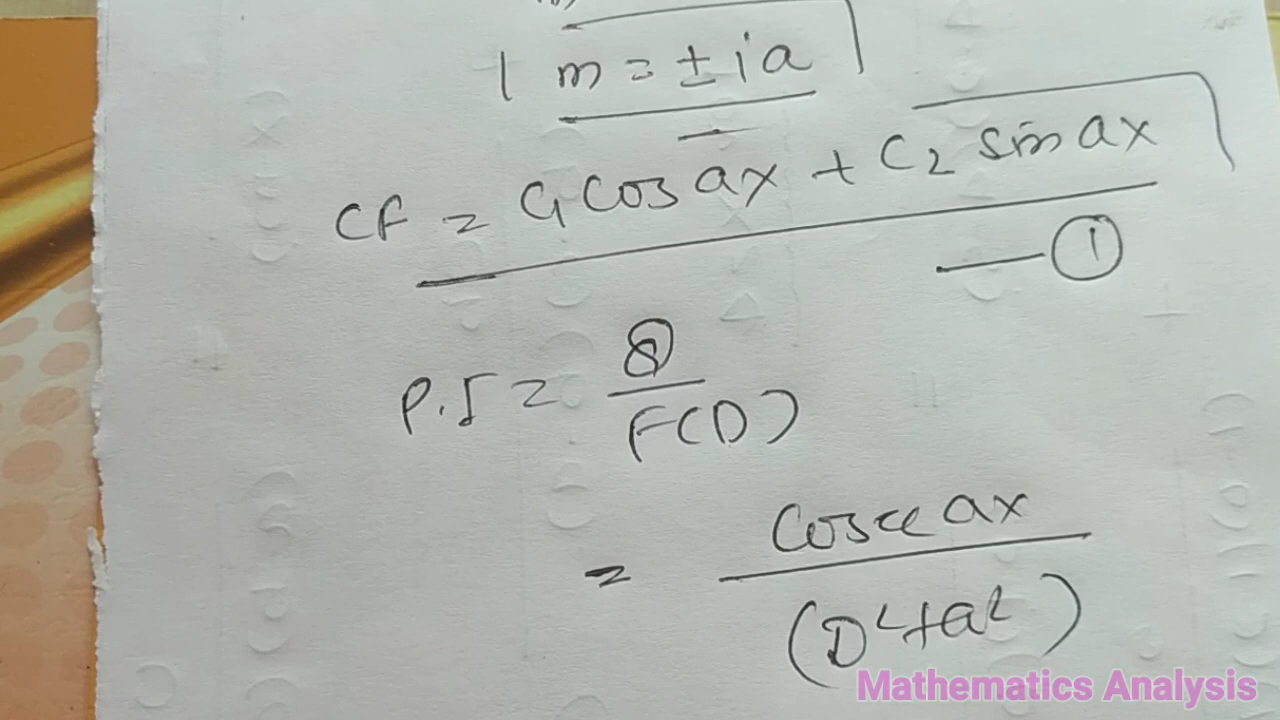 m = ± ia
CF = C1 cos ax + C2 sin ax
— ①
P.I = Q / F(D)
= cosec ax / (D²+a²)
Mathematics Analysis